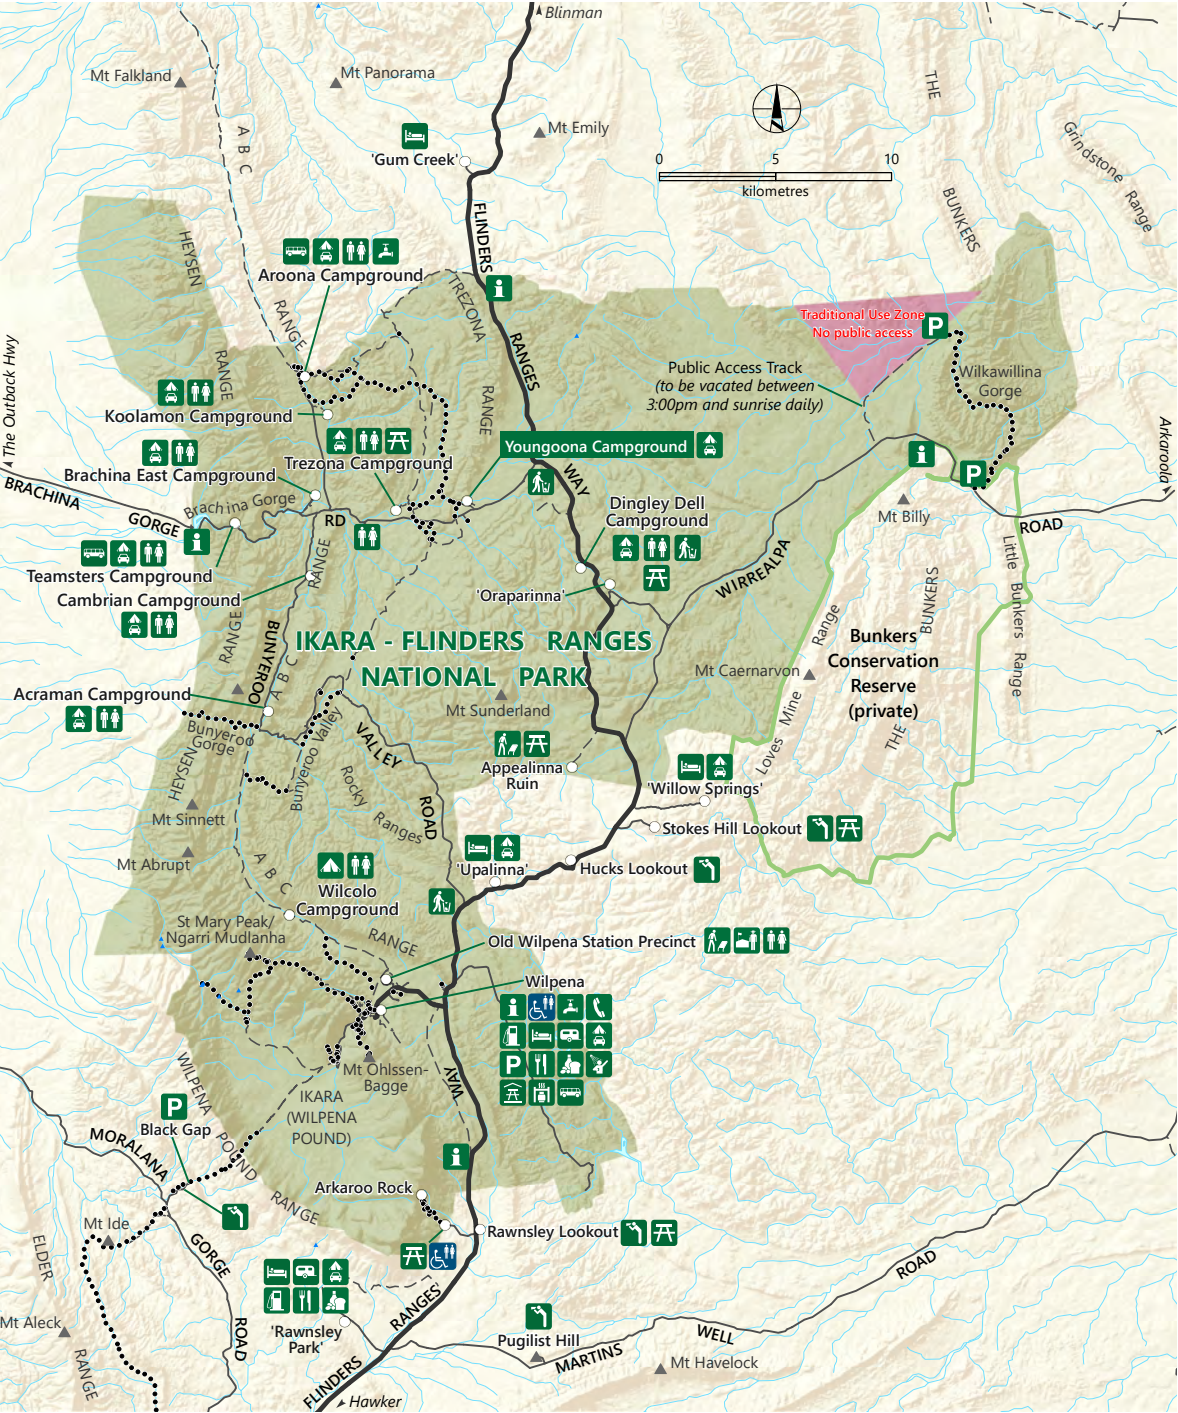 Blinman
Mt Falkland
Mt Panorama
THE
Mt Emily
A B C
Grindstone Range
'Gum Creek'
0 5 10
kilometres
BUNKERS
FLINDERS
HEYSEN
Aroona Campground
TREZONA
RANGE
RANGES
Traditional Use Zone
No public access
P
The Outback Hwy
RANGE
Public Access Track
(to be vacated between
3:00pm and sunrise daily)
Wilkawillina
Gorge
RANGE
Koolamon Campground
Arkaroola
Youngoona Campground
Trezona Campground
Brachina East Campground
WAY
P
BRACHINA
GORGE
Brachina Gorge
RD
Dingley Dell
Campground
Mt Billy
ROAD
Teamsters Campground
RANGE
WIRREALPA
Little Bunkers Range
Cambrian Campground
'Oraparinna'
BUNKERS
RANGE
BUNYEROO
IKARA - FLINDERS RANGES
NATIONAL PARK
Range
Bunkers
Conservation
Reserve
(private)
Mt Caernarvon
Acraman Campground
A B C
Mt Sunderland
Loves Mine
THE
Bunyeroo
Gorge
Bunyeroo Valley
VALLEY
HEYSEN
Appealinna
Ruin
'Willow Springs'
Rocky
Ranges
ROAD
Mt Sinnett
Stokes Hill Lookout
Mt Abrupt
A B C
'Upalinna'
Hucks Lookout
Wilcolo
Campground
St Mary Peak/
Ngarri Mudlanha
RANGE
Old Wilpena Station Precinct
Wilpena
P
Mt Ohlssen-
Bagge
WAY
WILPENA
POUND
RANGE
IKARA
(WILPENA
POUND)
P
Black Gap
MORALANA
Arkaroo Rock
Mt Ide
Rawnsley Lookout
GORGE
ELDER
ROAD
RANGES
'Rawnsley
Park'
Mt Aleck
ROAD
RANGE
Pugilist Hill
WELL
MARTINS
Mt Havelock
FLINDERS
Hawker